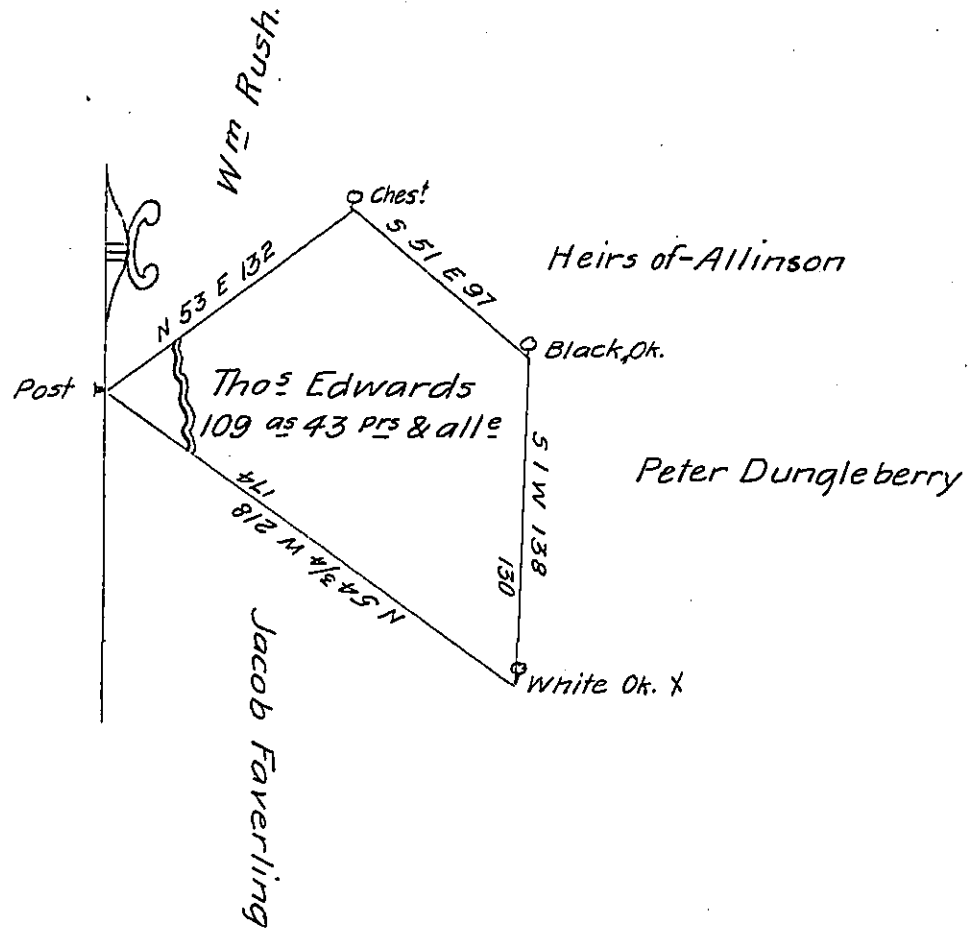 Wm Rush.
Chest
S 51 E 97
Heirs of-Allinson
N 53 E 132
Black Ok.
Post
Thos Edwards
109 as 43 prs & alle
S 1 W 138
130
Peter Dungleberry
174
N 54 3/4 W 218
White Ok. X
Jacob Faverling